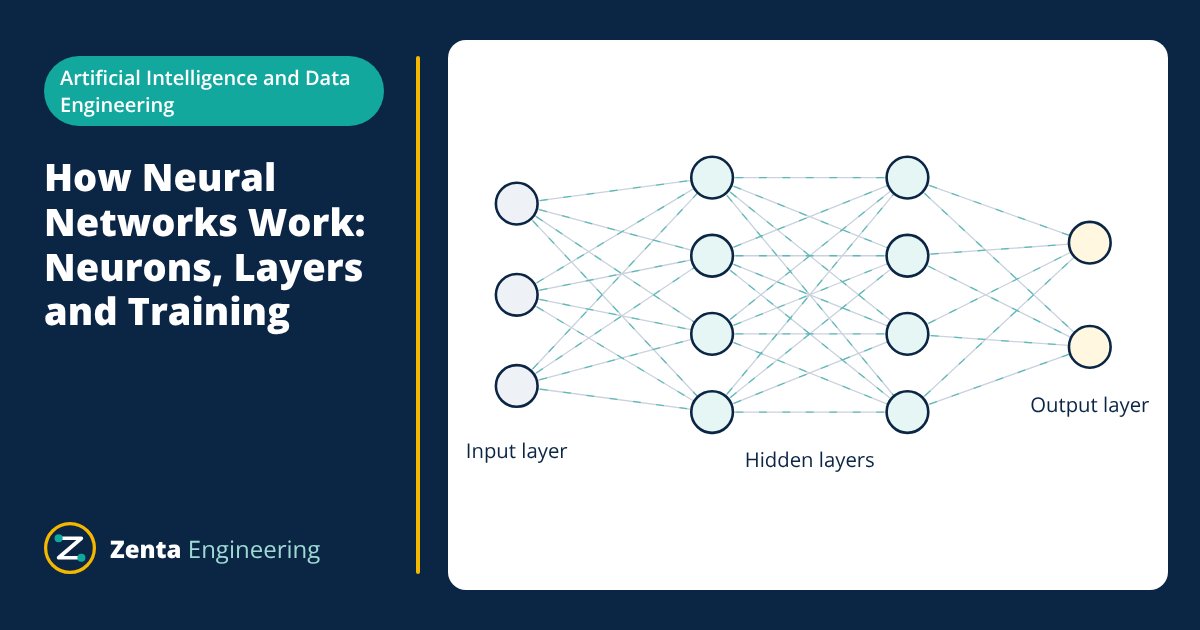 Artificial Intelligence and Data
Engineering
How Neural
Networks Work:
Neurons, Layers
and Training
Zenta Engineering
Input layer
Hidden layers
Output layer